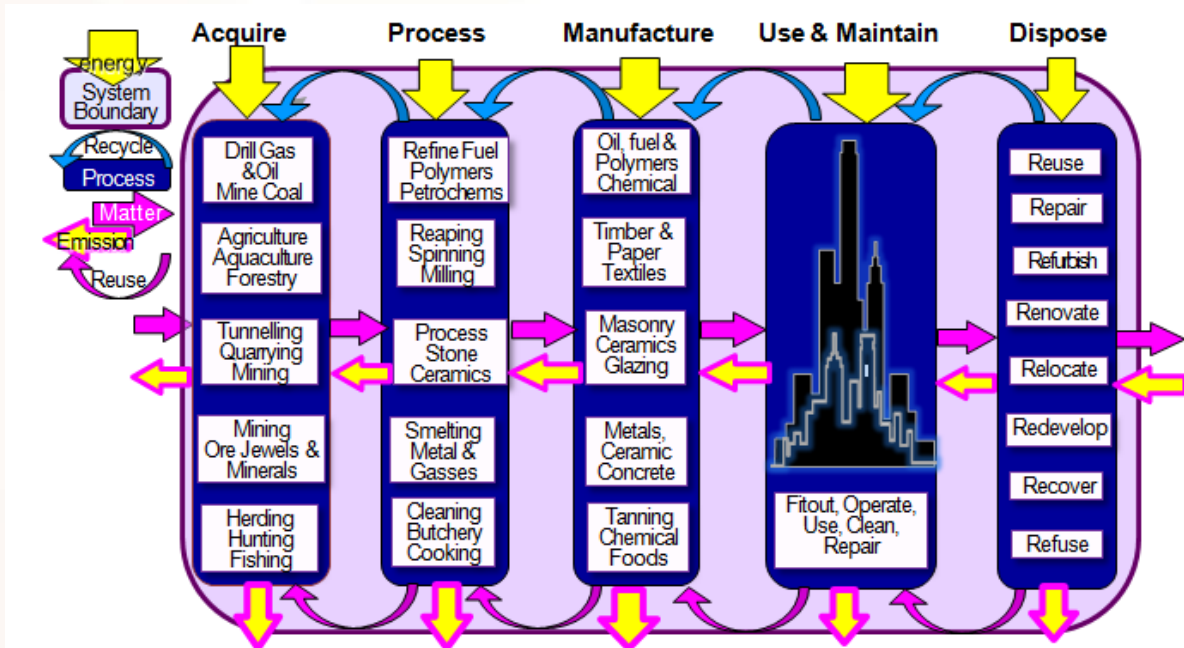 Acquire
Process
Manufacture
Use & Maintain
Dispose
energy
System
Boundary
Recycle
Process
Matter
Emission
Reuse
Drill Gas
&Oil
Mine Coal
Agriculture
Aquaculture
Forestry
Tunnelling
Quarrying
Mining
Mining
Ore Jewels &
Minerals
Herding
Hunting
Fishing
Refine Fuel
Polymers
Petrochems
Reaping
Spinning
Milling
Process
Stone
Ceramics
Smelting
Metal &
Gasses
Cleaning
Butchery
Cooking
Oil, fuel &
Polymers
Chemical
Timber &
Paper
Textiles
Masonry
Ceramics
Glazing
Metals,
Ceramic
Concrete
Tanning
Chemical
Foods
Fitout, Operate,
Use, Clean,
Repair
Reuse
Repair
Refurbish
Renovate
Relocate
Redevelop
Recover
Refuse